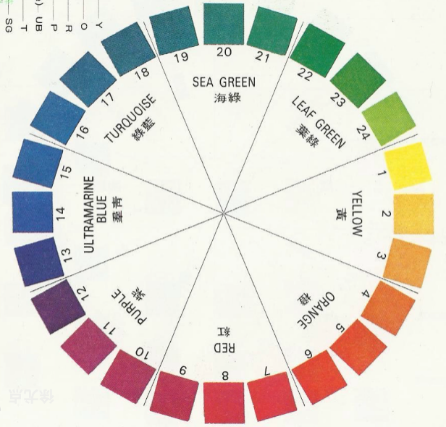 Y
O
R
P
UB
T
SG
SEA GREEN
海綠
LEAF GREEN
葉綠
YELLOW
黃
ORANGE
橙
RED
紅
PURPLE
紫
ULTRAMARINE
BLUE
羣青
TURQUOISE
藍綠
1
2
3
4
5
6
7
8
9
10
11
12
13
14
15
16
17
18
19
20
21
22
23
24